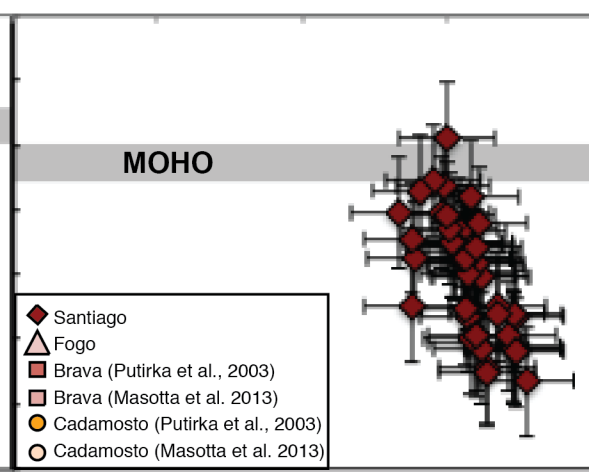 MOHO
Santiago
Fogo
Brava (Putirka et al., 2003)
Brava (Masotta et al. 2013)
Cadamosto (Putirka et al., 2003)
Cadamosto (Masotta et al. 2013)